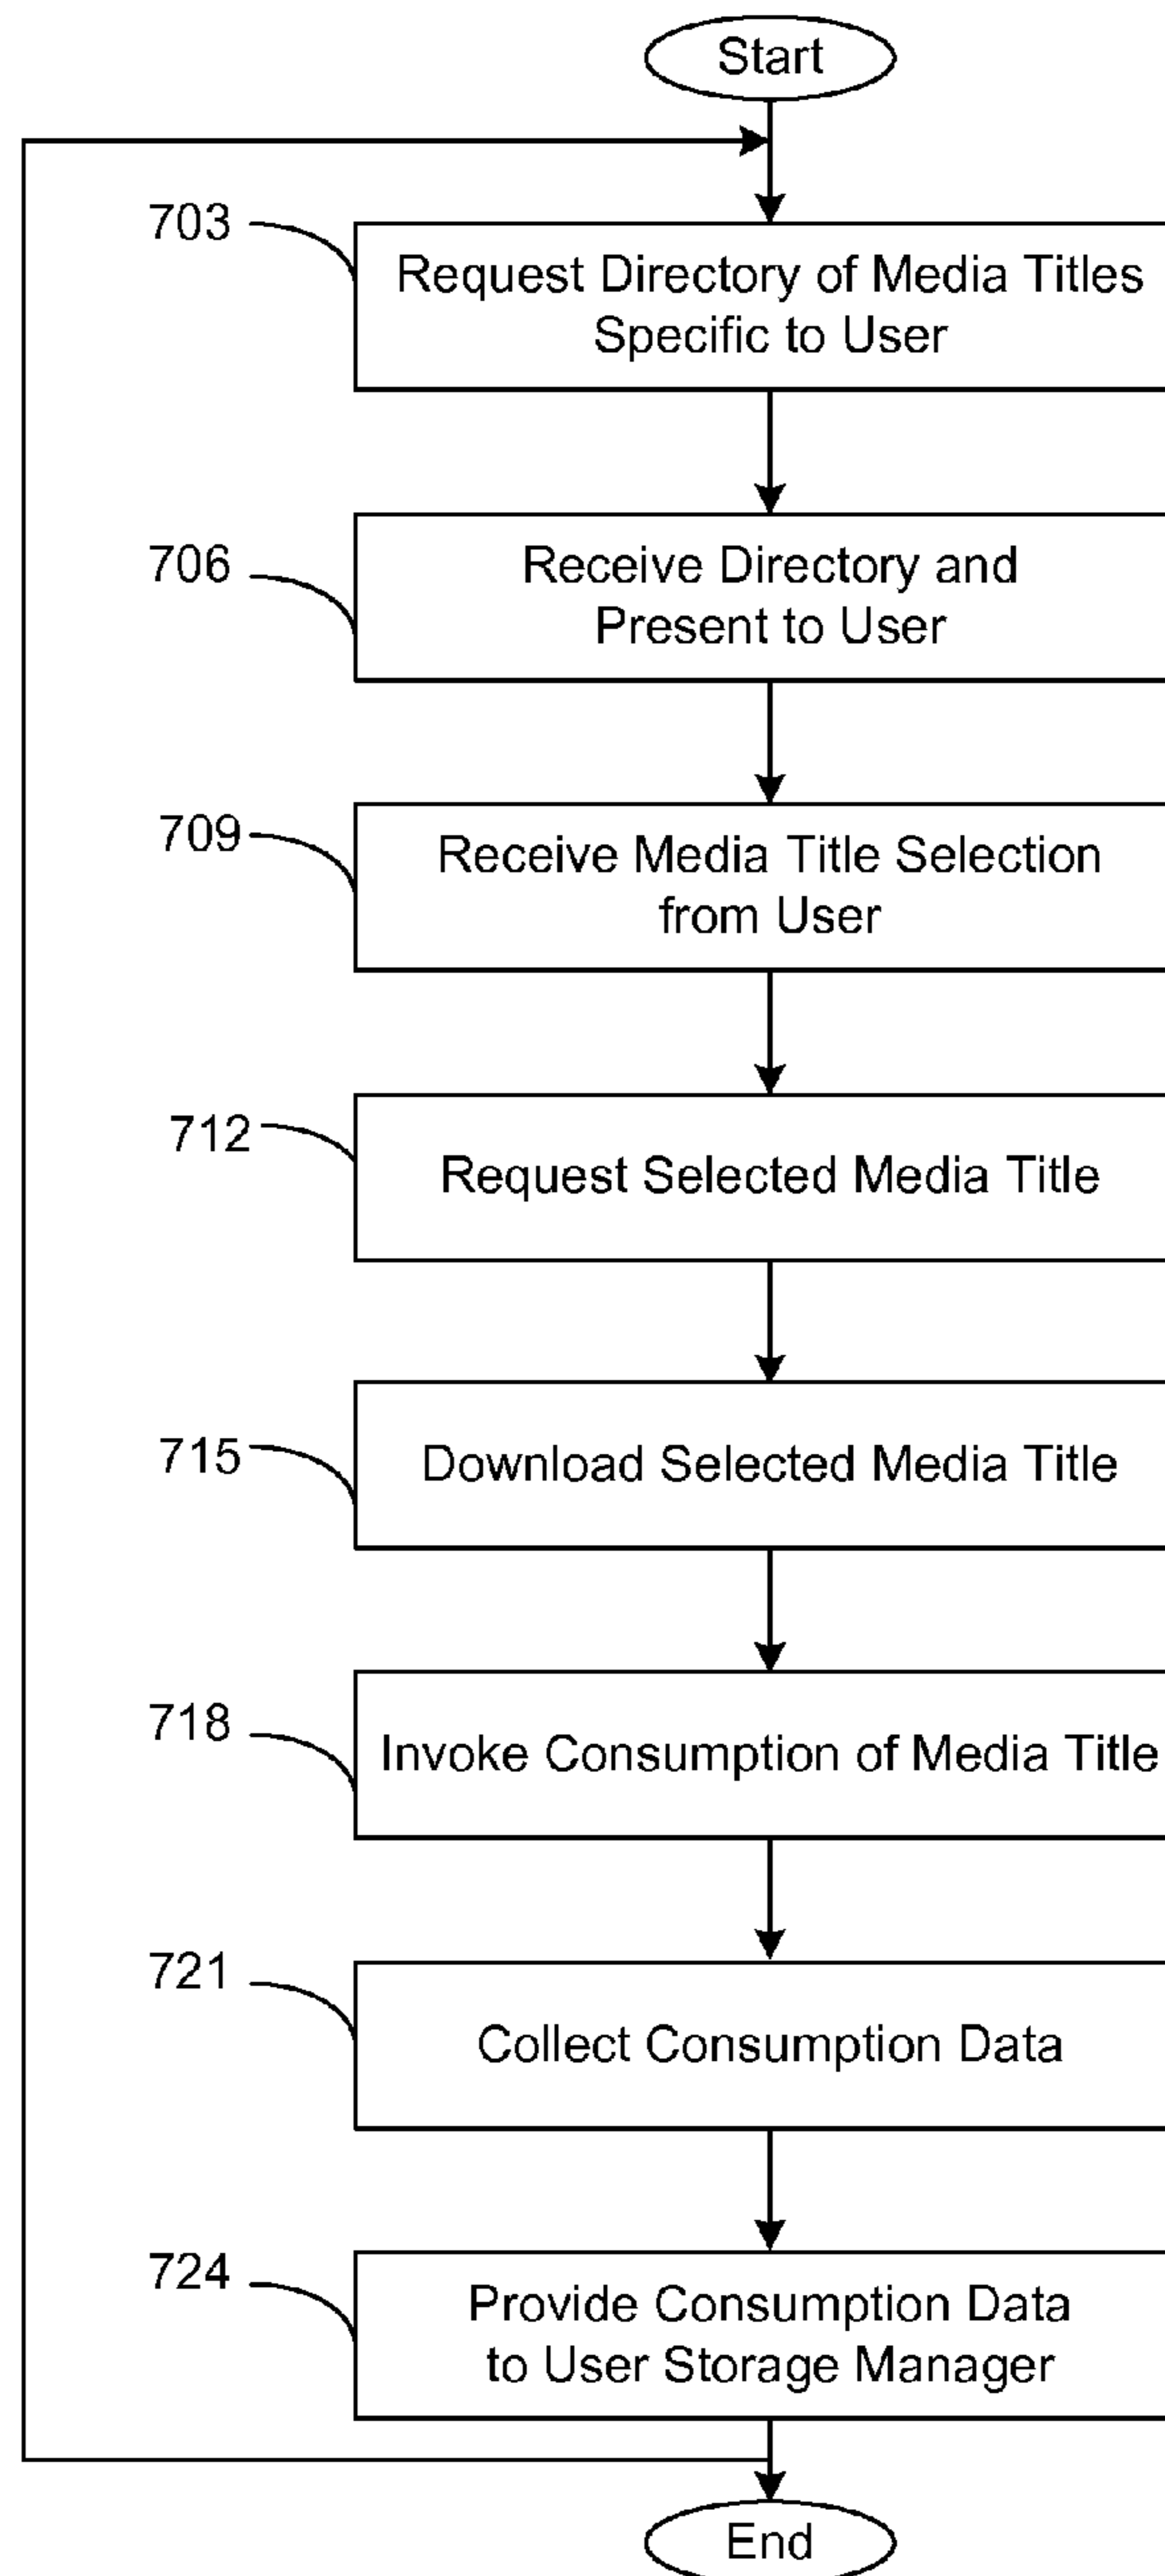 Start
703
Request Directory of Media Titles
Specific to User
706
Receive Directory and
Present to User
709
Receive Media Title Selection
from User
712
Request Selected Media Title
715
Download Selected Media Title
718
Invoke Consumption of Media Title
721
Collect Consumption Data
724
Provide Consumption Data
to User Storage Manager
End